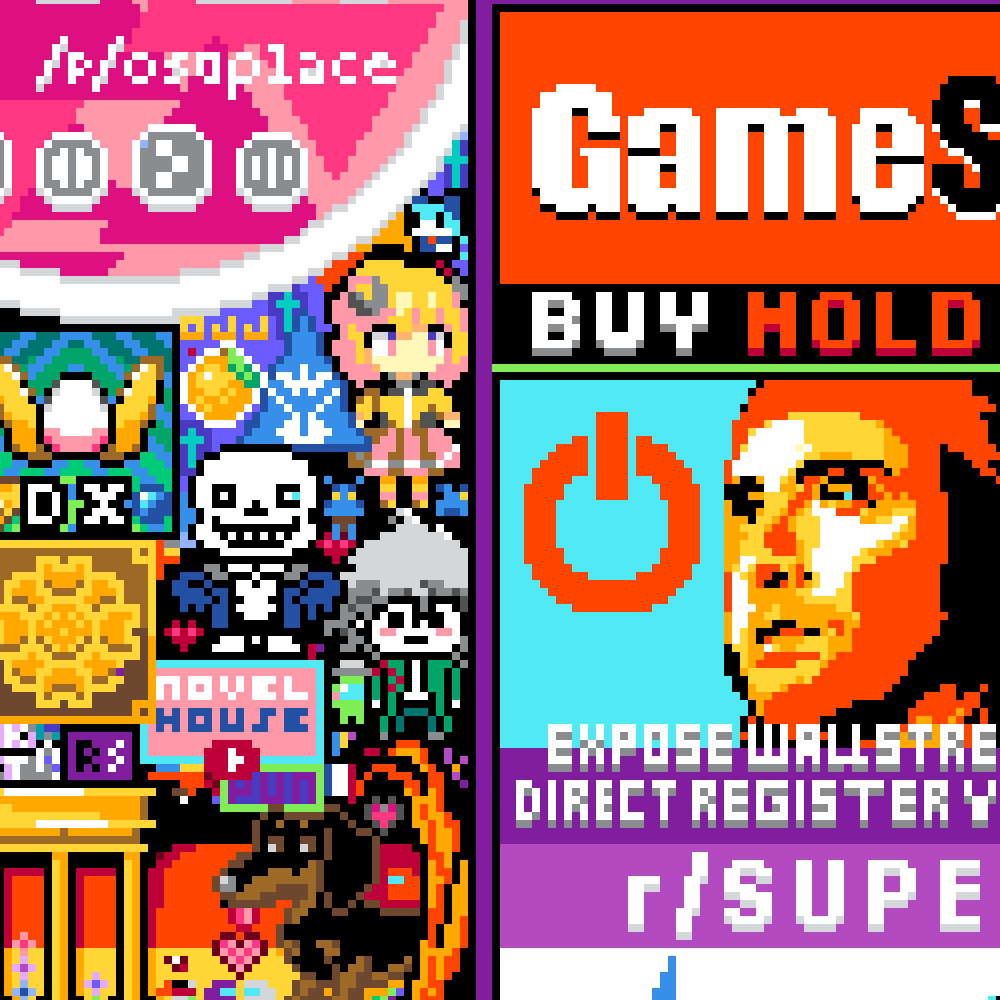 /r/osuplace
GameS
BUY HOLD
DX
NOVEL
HOUSE
EXPOSE WALLSTRE
DIRECT REGISTER Y
r/SUPE